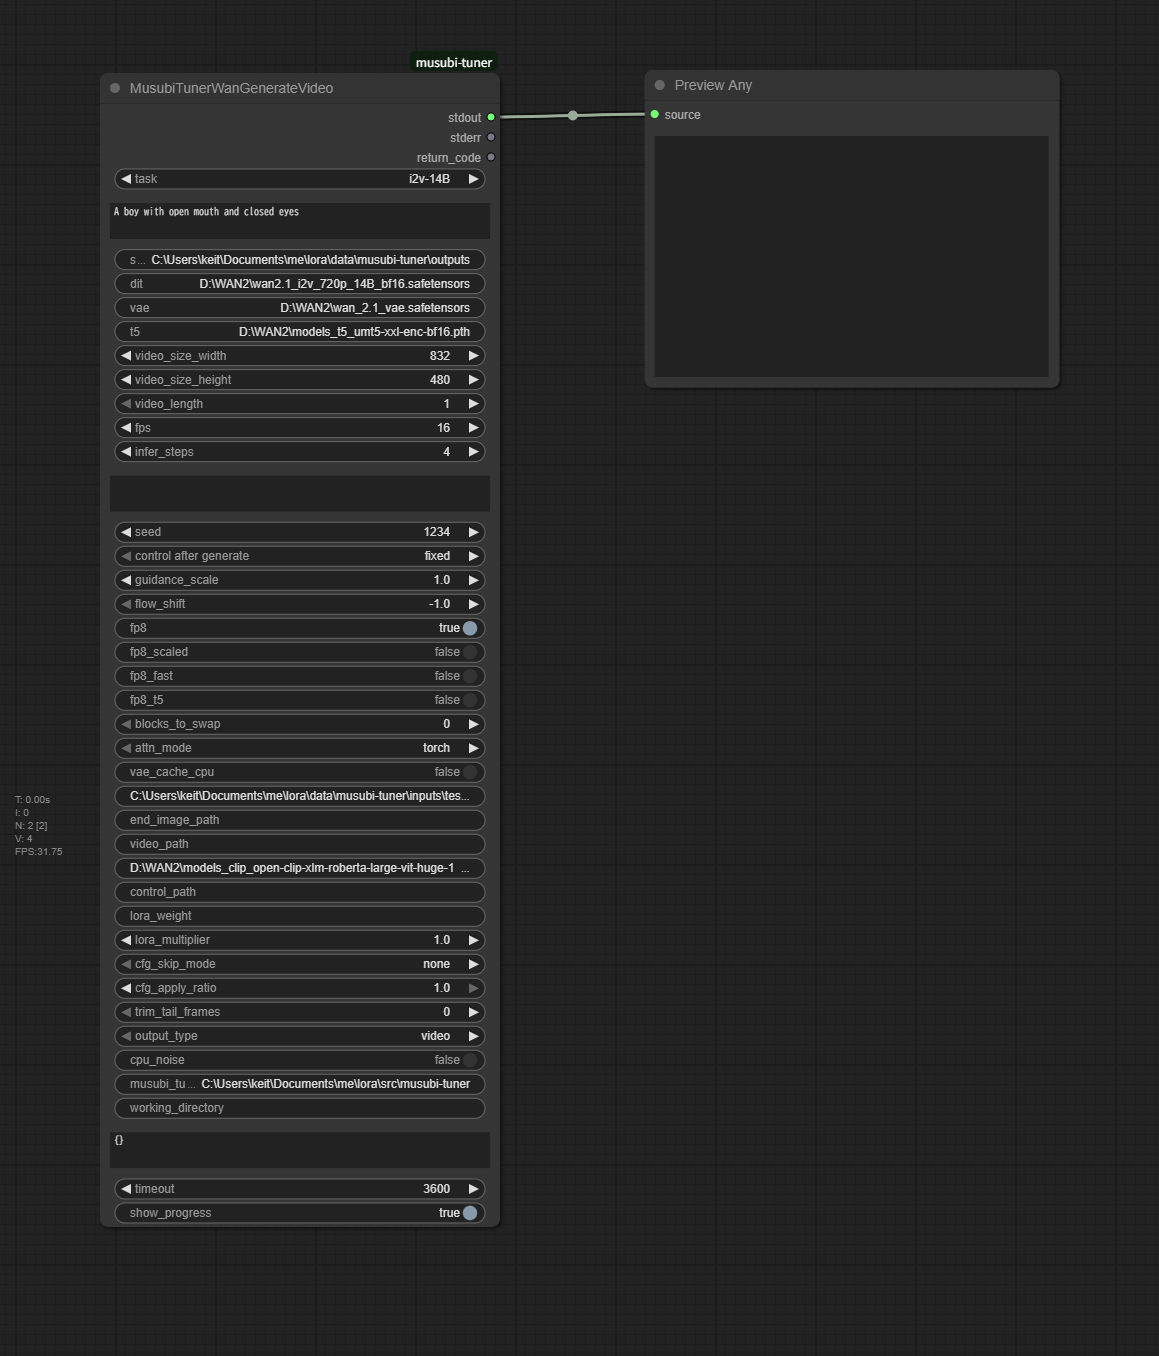 musubi-tuner
MusubiTunerWanGenerateVideo
stdout
stderr
return_code
task i2v-14B
A boy with open mouth and closed eyes
s... C:\Users\keit\Documents\me\lora\data\musubi-tuner\outputs
dit D:\WAN2\wan2.1_i2v_720p_14B_bf16.safetensors
vae D:\WAN2\wan_2.1_vae.safetensors
t5 D:\WAN2\models_t5_umt5-xxl-enc-bf16.pth
video_size_width 832
video_size_height 480
video_length 1
fps 16
infer_steps 4
seed 1234
control after generate fixed
guidance_scale 1.0
flow_shift -1.0
fp8 true
fp8_scaled false
fp8_fast false
fp8_t5 false
blocks_to_swap 0
attn_mode torch
vae_cache_cpu false
C:\Users\keit\Documents\me\lora\data\musubi-tuner\inputs\tes...
end_image_path
video_path
D:\WAN2\models_clip_open-clip-xlm-roberta-large-vit-huge-1 ...
control_path
lora_weight
lora_multiplier 1.0
cfg_skip_mode none
cfg_apply_ratio 1.0
trim_tail_frames 0
output_type video
cpu_noise false
musubi_tu... C:\Users\keit\Documents\me\lora\src\musubi-tuner
working_directory
{}
timeout 3600
show_progress true
Preview Any
source
T: 0.00s
I: 0
N: 2 [2]
V: 4
FPS:31.75